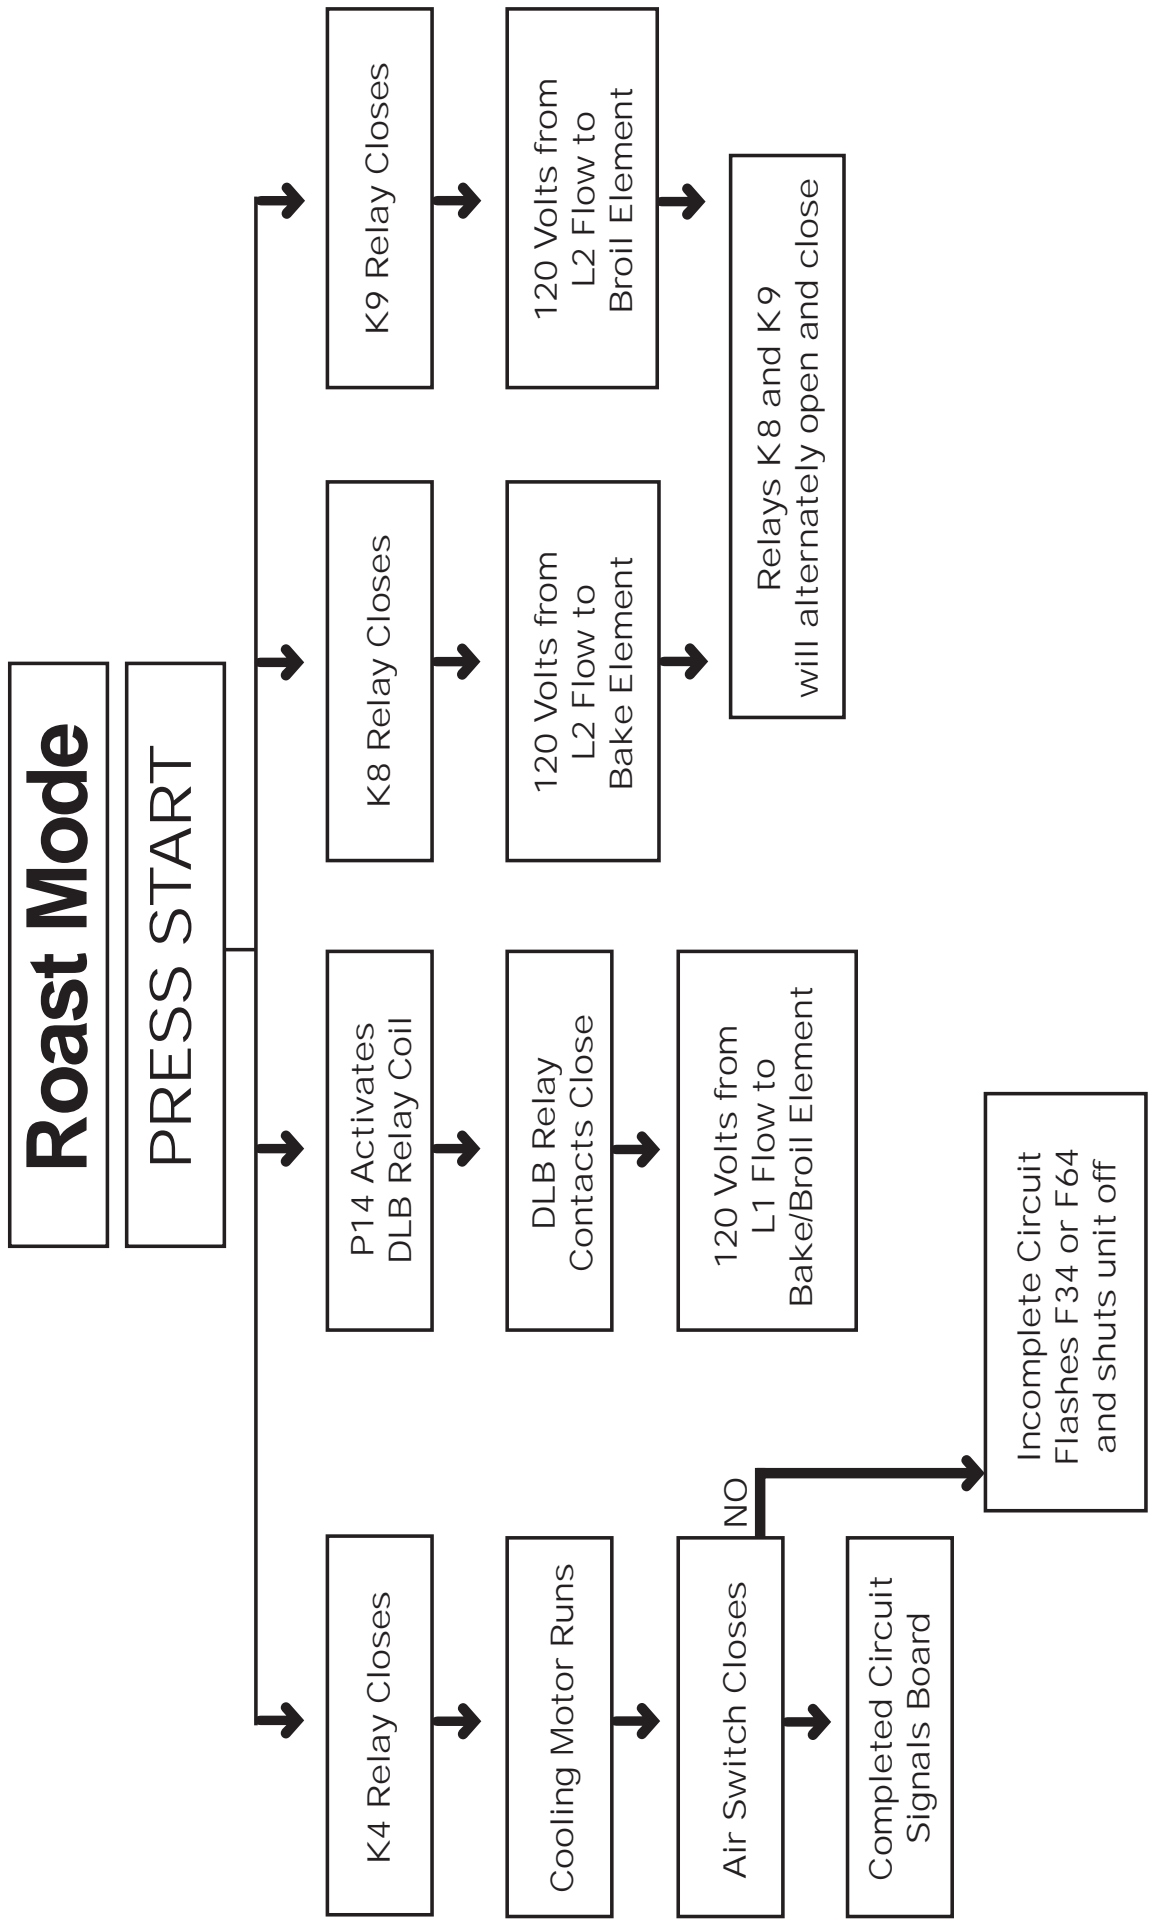 Roast Mode
PRESS START
K4 Relay Closes
Cooling Motor Runs
Air Switch Closes
NO
Completed Circuit
Signals Board
Incomplete Circuit
Flashes F34 or F64
and shuts unit off
P14 Activates
DLB Relay Coil
DLB Relay
Contacts Close
120 Volts from
L1 Flow to
Bake/Broil Element
K8 Relay Closes
120 Volts from
L2 Flow to
Bake Element
K9 Relay Closes
120 Volts from
L2 Flow to
Broil Element
Relays K8 and K9
will alternately open and close